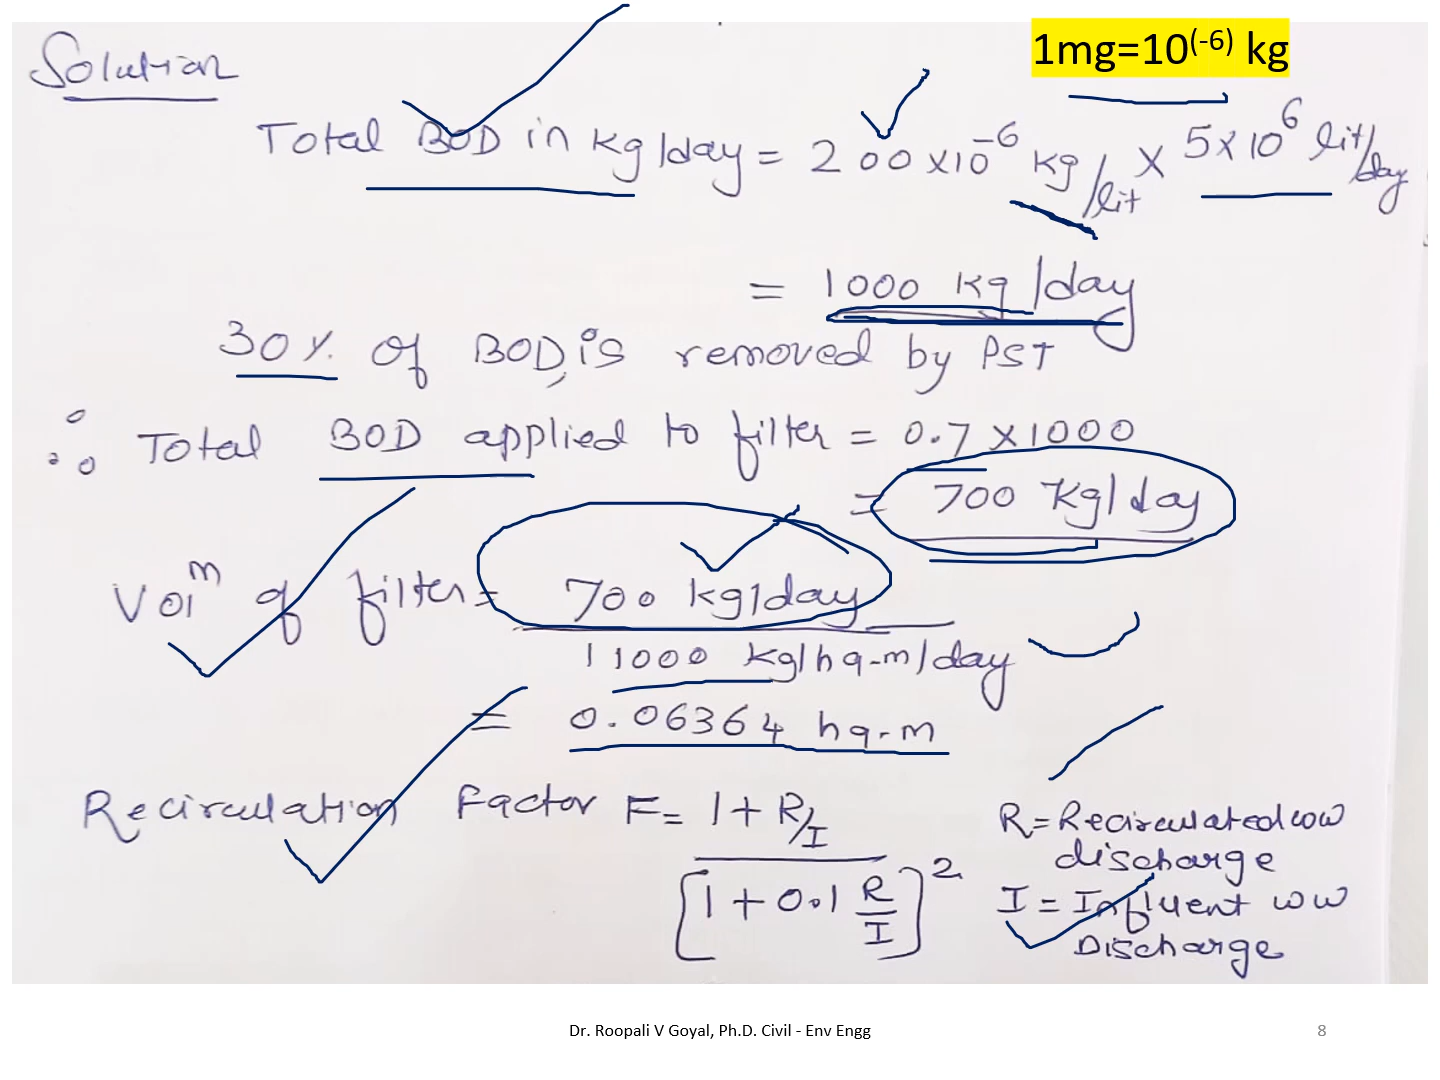 1mg=10(-6) kg
Solution
Total BOD in kg/day = 200 x 10^-6 kg/lit x 5 x 10^6 lit/day
= 1000 kg/day
30% of BOD, is removed by PST
∴ Total BOD applied to filter = 0.7 x 1000
= 700 kg/day
Vol^m of filter = 700 kg/day
11000 kg/ha-m/day
= 0.06364 ha-m
Recirculation Factor F = 1 + R/I
[1 + 0.1 R/I]^2
R = Recirculated ww
discharge
I = Influent ww
Discharge
Dr. Roopali V Goyal, Ph.D. Civil - Env Engg
8